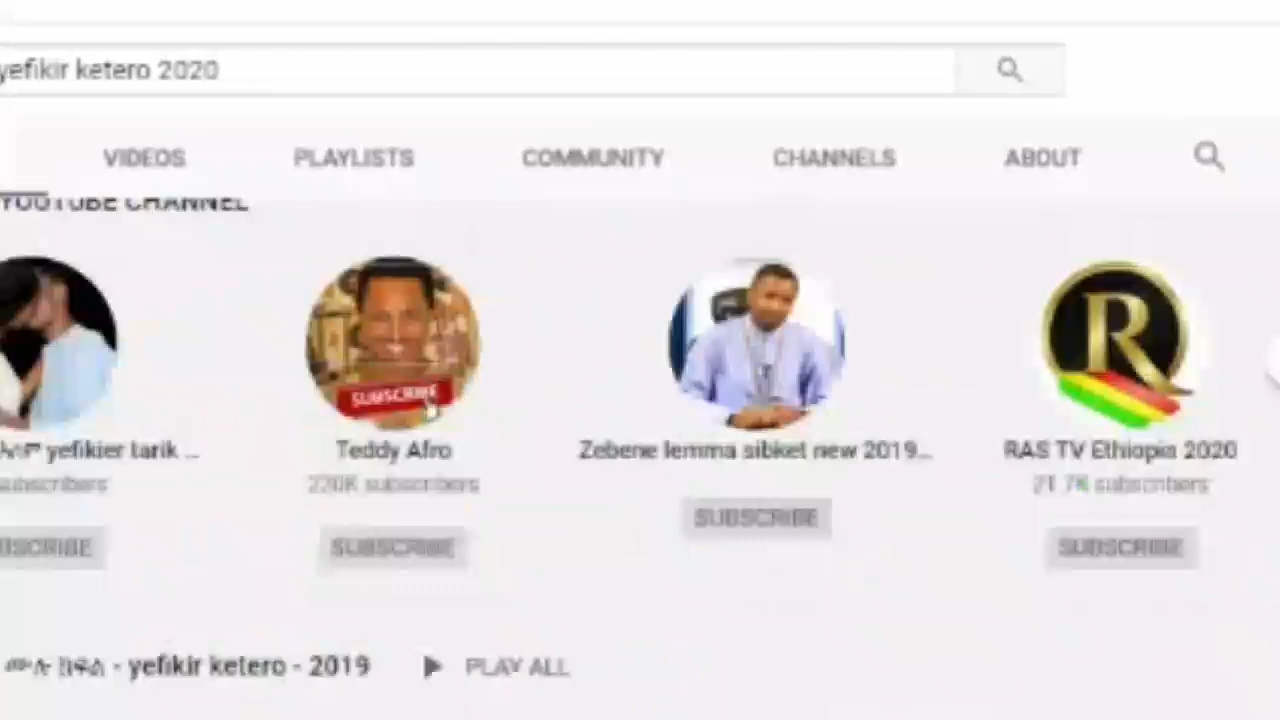 yefikir ketero 2020
VIDEOS PLAYLISTS COMMUNITY CHANNELS ABOUT
YOUTUBE CHANNEL
SUBSCRIBE
R
yefikier tarik ...
Teddy Afro
Zebene lemma sibket new 2019...
RAS TV Ethiopia 2020
subscribers
220K subscribers
21.7K subscribers
SUBSCRIBE
SUBSCRIBE
SUBSCRIBE
SUBSCRIBE
ሙሉ ክፍል - yefikir ketero - 2019 PLAY ALL